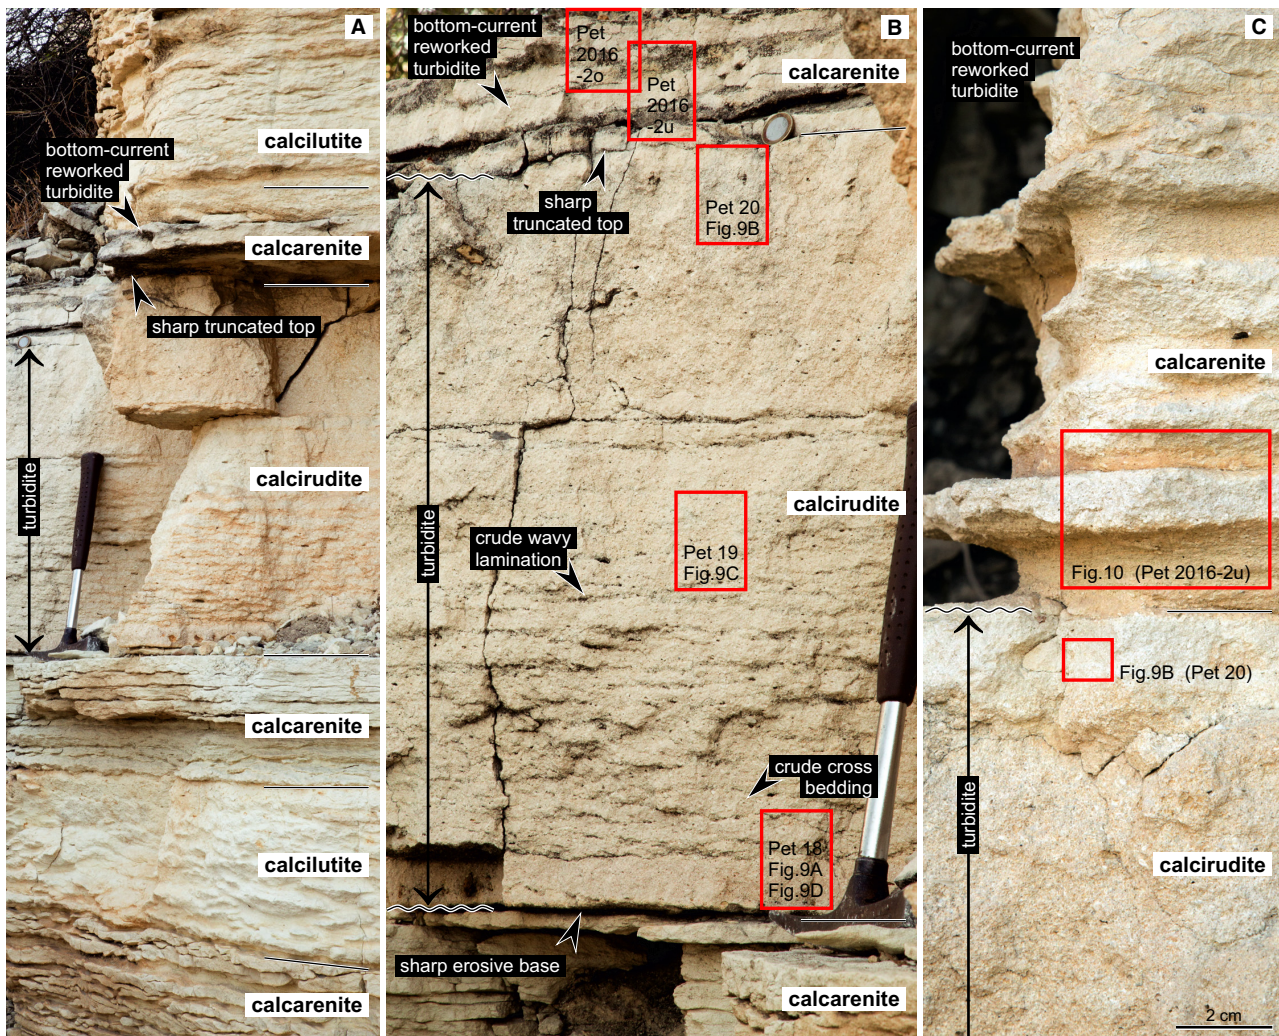 A
calcilutite
bottom-current
reworked
turbidite
calcarenite
sharp truncated top
turbidite
calcirudite
calcarenite
calcilutite
calcarenite
B
bottom-current
reworked
turbidite
Pet
2016
-2o
Pet
2016
-2u
calcarenite
sharp
truncated top
Pet 20
Fig.9B
turbidite
calcirudite
crude wavy
lamination
Pet 19
Fig.9C
crude cross
bedding
Pet 18
Fig.9A
Fig.9D
sharp erosive base
calcarenite
C
bottom-current
reworked
turbidite
calcarenite
Fig.10 (Pet 2016-2u)
Fig.9B (Pet 20)
turbidite
calcirudite
2 cm